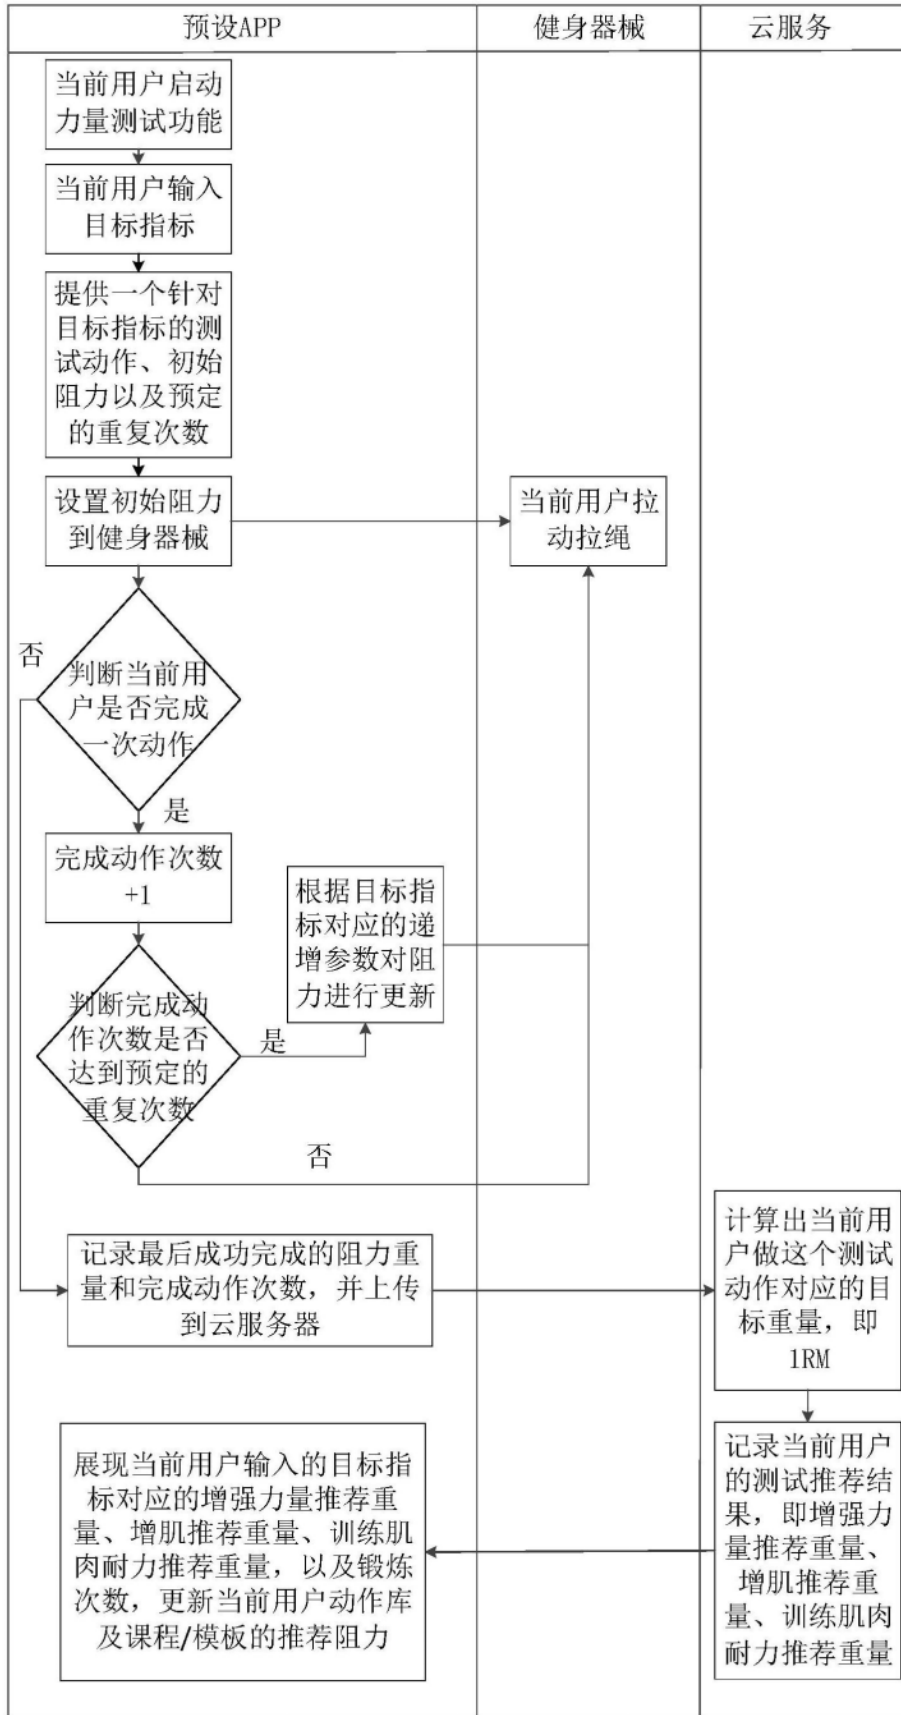 预设APP
健身器械
云服务
当前用户启动
力量测试功能
当前用户输入
目标指标
提供一个针对
目标指标的测
试动作、初始
阻力以及预定
的重复次数
设置初始阻力
到健身器械
当前用户拉
动拉绳
否
判断当前用
户是否完成
一次动作
是
完成动作次数
+1
根据目标指
标对应的递
增参数对阻
力进行更新
判断完成动
作次数是否
达到预定的
重复次数
是
否
记录最后成功完成的阻力重
量和完成动作次数，并上传
到云服务器
计算出当前用
户做这个测试
动作对应的目
标重量，即
1RM
记录当前用户
的测试推荐结
果，即增强力
量推荐重量、
增肌推荐重
量、训练肌肉
耐力推荐重量
展现当前用户输入的目标指
标对应的增强力量推荐重
量、增肌推荐重量、训练肌
肉耐力推荐重量，以及锻炼
次数，更新当前用户动作库
及课程/模板的推荐阻力